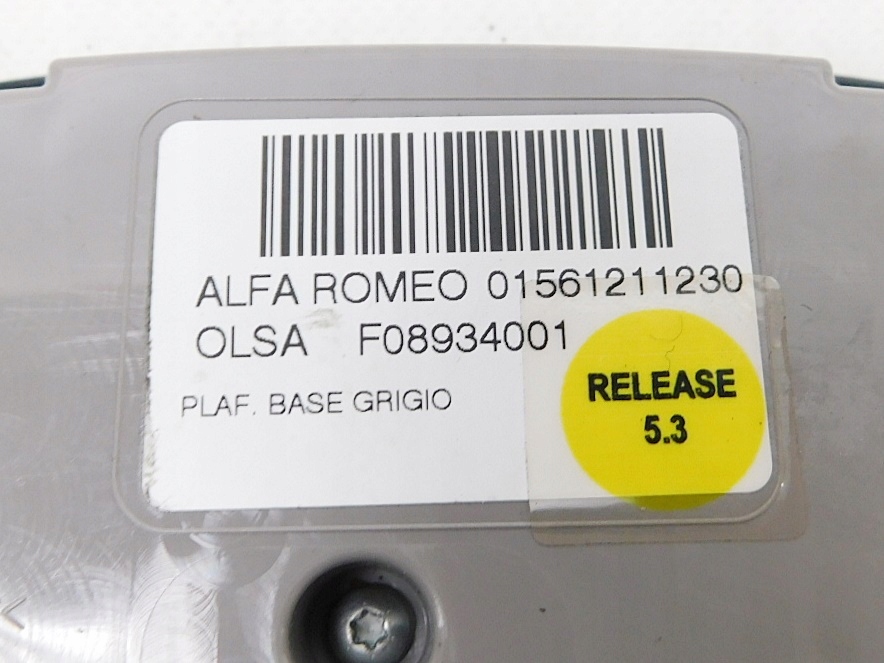 ALFA ROMEO 01561211230
OLSA F08934001
PLAF. BASE GRIGIO
RELEASE
5.3